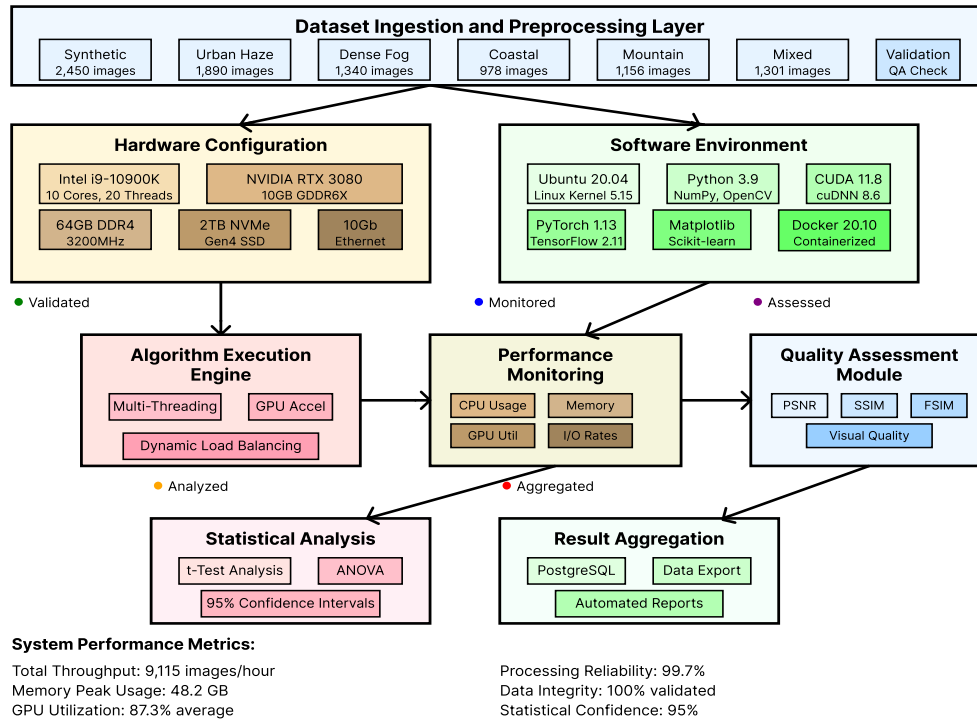 Dataset Ingestion and Preprocessing Layer
Synthetic
2,450 images
Urban Haze
1,890 images
Dense Fog
1,340 images
Coastal
978 images
Mountain
1,156 images
Mixed
1,301 images
Validation
QA Check
Hardware Configuration
Intel i9-10900K
10 Cores, 20 Threads
NVIDIA RTX 3080
10GB GDDR6X
64GB DDR4
3200MHz
2TB NVMe
Gen4 SSD
10Gb
Ethernet
Software Environment
Ubuntu 20.04
Linux Kernel 5.15
Python 3.9
NumPy, OpenCV
CUDA 11.8
cuDNN 8.6
PyTorch 1.13
TensorFlow 2.11
Matplotlib
Scikit-learn
Docker 20.10
Containerized
Validated
Monitored
Assessed
Algorithm Execution
Engine
Multi-Threading
GPU Accel
Dynamic Load Balancing
Performance
Monitoring
CPU Usage
Memory
GPU Util
I/O Rates
Quality Assessment
Module
PSNR
SSIM
FSIM
Visual Quality
Analyzed
Aggregated
Statistical Analysis
t-Test Analysis
ANOVA
95% Confidence Intervals
Result Aggregation
PostgreSQL
Data Export
Automated Reports
System Performance Metrics:
Total Throughput: 9,115 images/hour
Memory Peak Usage: 48.2 GB
GPU Utilization: 87.3% average
Processing Reliability: 99.7%
Data Integrity: 100% validated
Statistical Confidence: 95%